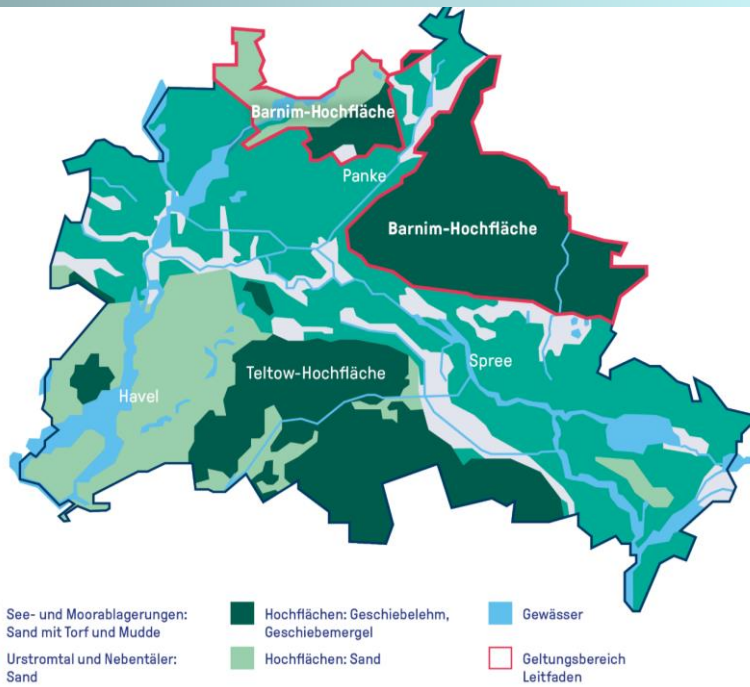 Barnim-Hochfläche
Panke
Barnim-Hochfläche
Teltow-Hochfläche
Spree
Havel
See- und Moorablagerungen:
Sand mit Torf und Mudde
Urstromtal und Nebentäler:
Sand
Hochflächen: Geschiebelehm,
Geschiebemergel
Hochflächen: Sand
Gewässer
Geltungsbereich
Leitfaden